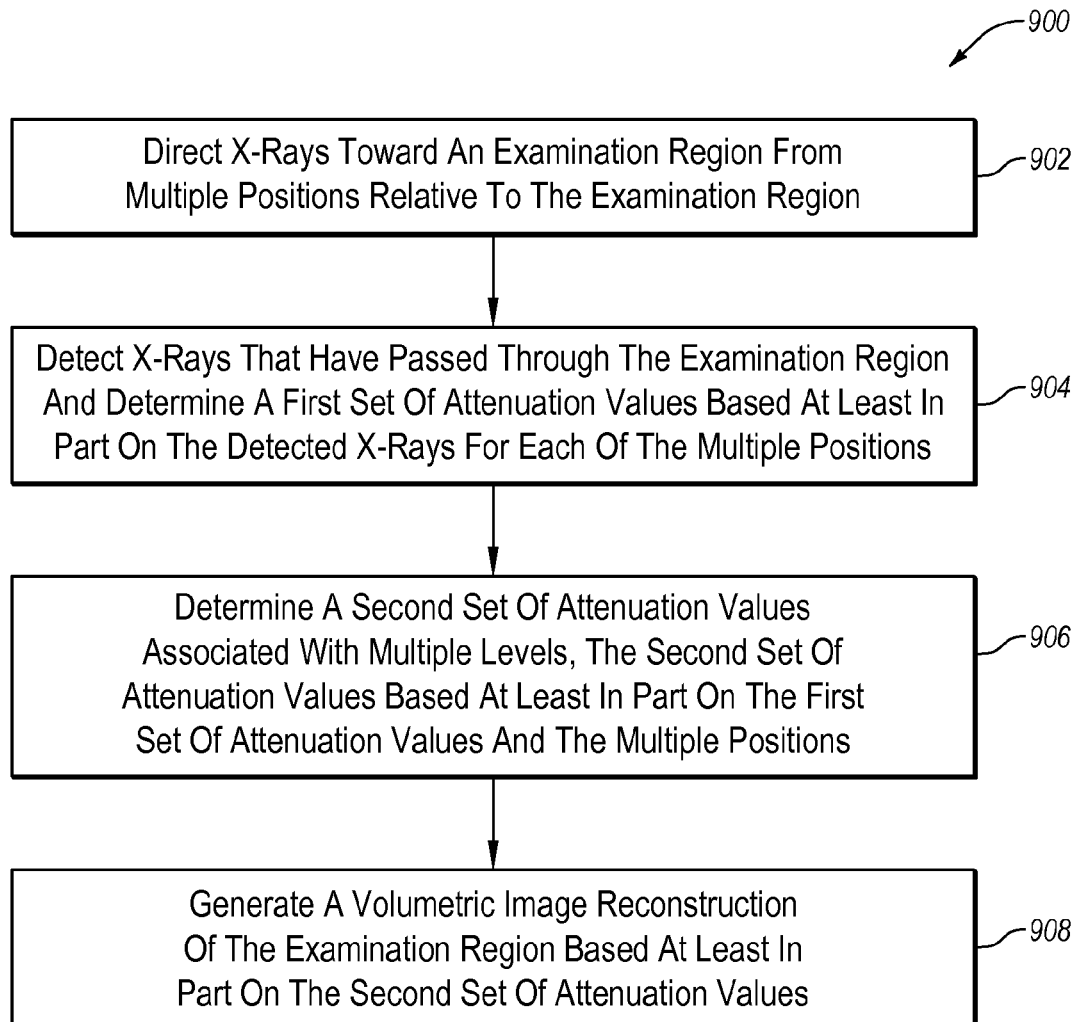 900
Direct X-Rays Toward An Examination Region From
Multiple Positions Relative To The Examination Region
902
Detect X-Rays That Have Passed Through The Examination Region
And Determine A First Set Of Attenuation Values Based At Least In
Part On The Detected X-Rays For Each Of The Multiple Positions
904
Determine A Second Set Of Attenuation Values
Associated With Multiple Levels, The Second Set Of
Attenuation Values Based At Least In Part On The First
Set Of Attenuation Values And The Multiple Positions
906
Generate A Volumetric Image Reconstruction
Of The Examination Region Based At Least In
Part On The Second Set Of Attenuation Values
908